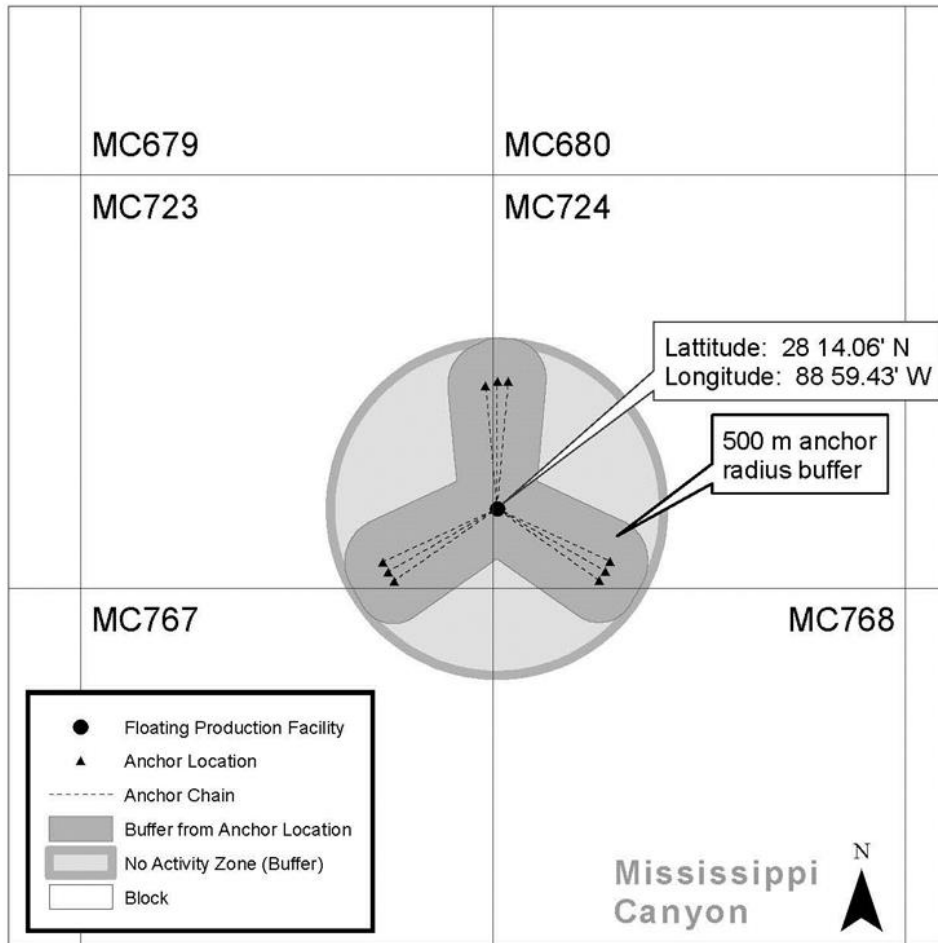 MC679
MC680
MC723
MC724
Lattitude: 28 14.06' N
Longitude: 88 59.43' W
500 m anchor
radius buffer
MC767
MC768
Floating Production Facility
Anchor Location
Anchor Chain
Buffer from Anchor Location
No Activity Zone (Buffer)
Block
Mississippi
Canyon
N